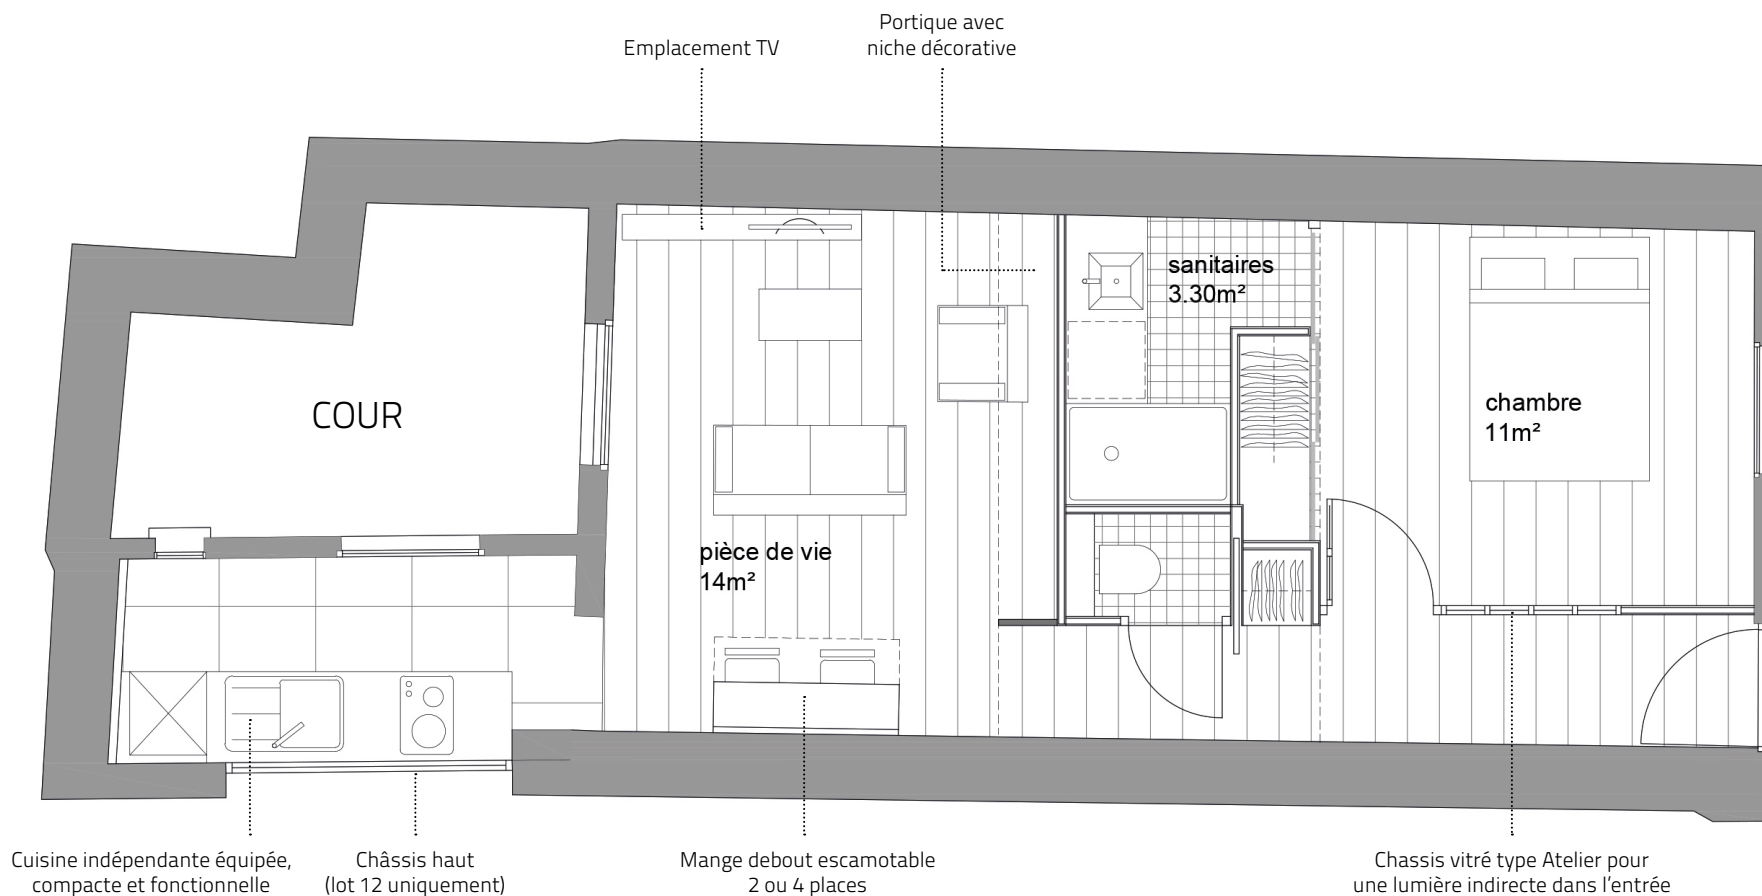 Portique avec
niche décorative
Emplacement TV
sanitaires
3.30m²
COUR
chambre
11m²
pièce de vie
14m²
Cuisine indépendante équipée,
compacte et fonctionnelle
Châssis haut
(lot 12 uniquement)
Mange debout escamotable
2 ou 4 places
Chassis vitré type Atelier pour
une lumière indirecte dans l'entrée